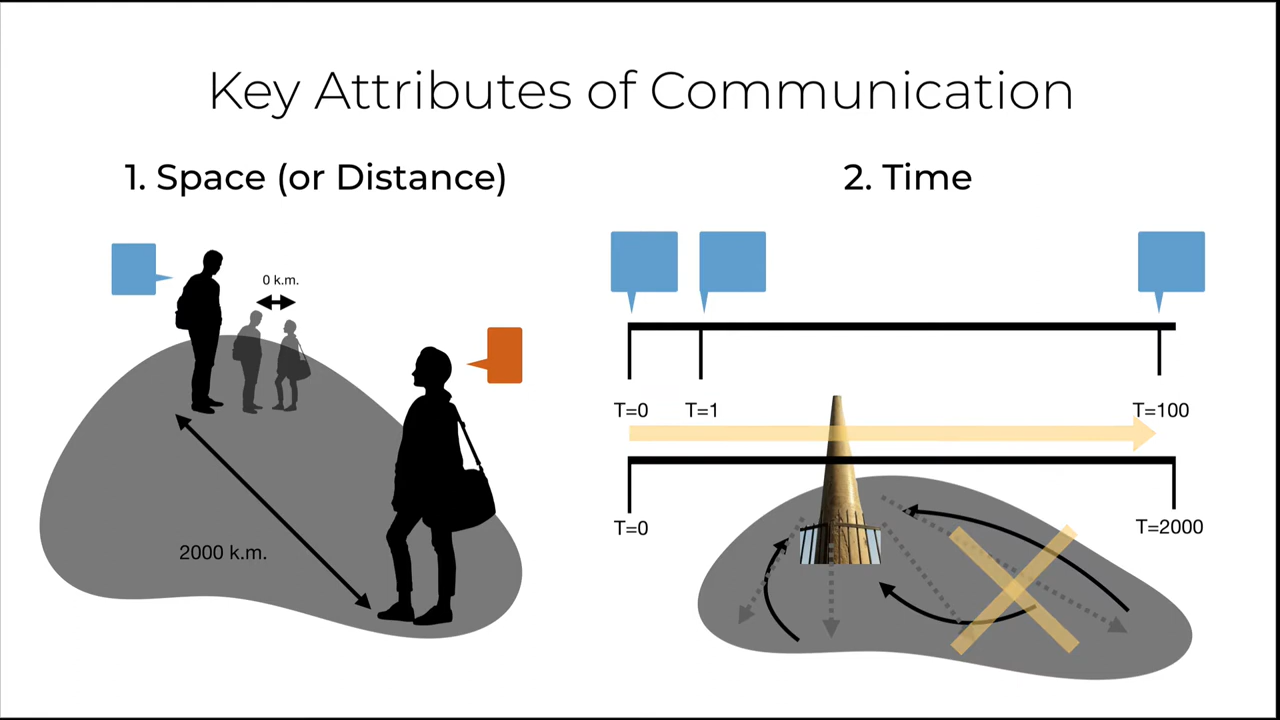 Key Attributes of Communication
1. Space (or Distance)
2. Time
0 k.m.
2000 k.m.
T=0
T=1
T=100
T=0
T=2000